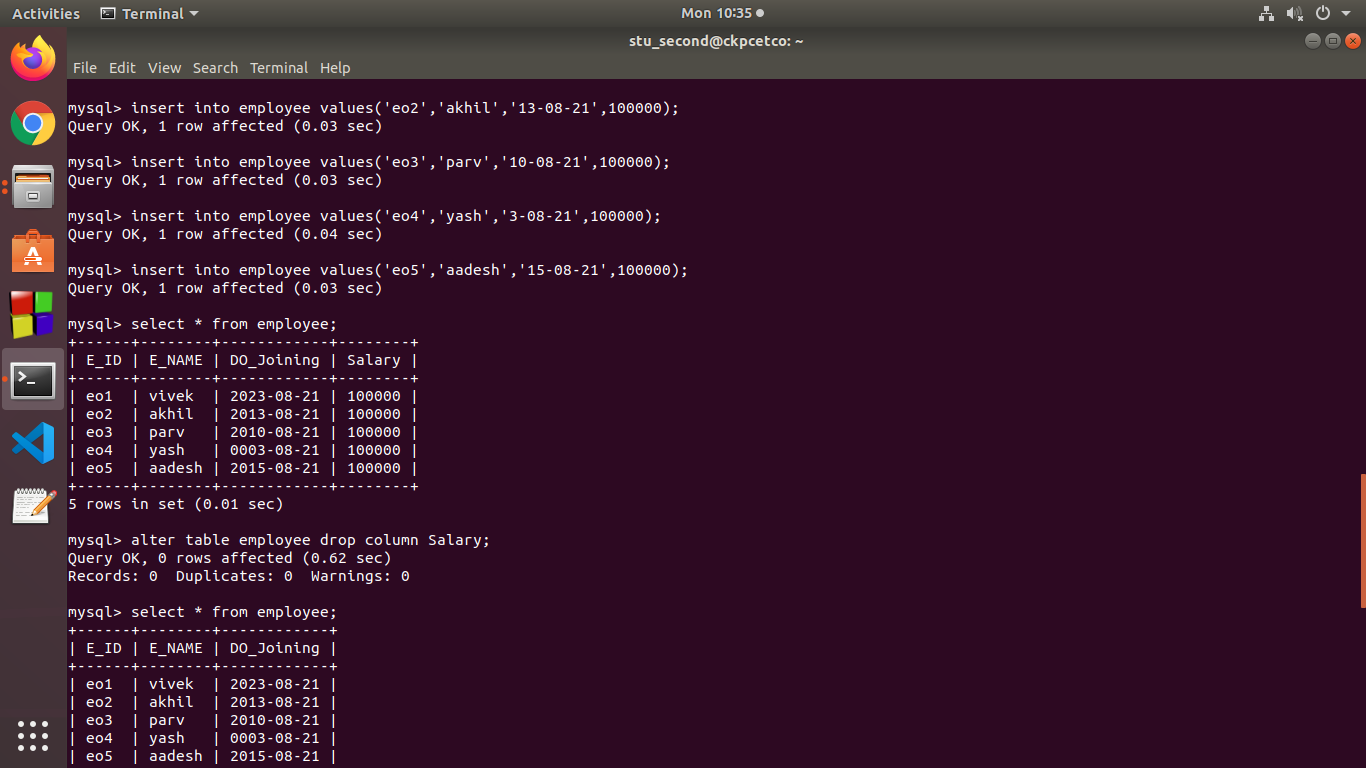 Activities Terminal Mon 10:35
stu_second@ckpcetco: ~
File Edit View Search Terminal Help
mysql> insert into employee values('eo2','akhil','13-08-21',100000);
Query OK, 1 row affected (0.03 sec)
mysql> insert into employee values('eo3','parv','10-08-21',100000);
Query OK, 1 row affected (0.03 sec)
mysql> insert into employee values('eo4','yash','3-08-21',100000);
Query OK, 1 row affected (0.04 sec)
mysql> insert into employee values('eo5','aadesh','15-08-21',100000);
Query OK, 1 row affected (0.03 sec)
mysql> select * from employee;
+------+--------+------------+--------+
| E_ID | E_NAME | DO_Joining | Salary |
+------+--------+------------+--------+
| eo1  | vivek  | 2023-08-21 | 100000 |
| eo2  | akhil  | 2013-08-21 | 100000 |
| eo3  | parv   | 2010-08-21 | 100000 |
| eo4  | yash   | 0003-08-21 | 100000 |
| eo5  | aadesh | 2015-08-21 | 100000 |
+------+--------+------------+--------+
5 rows in set (0.01 sec)
mysql> alter table employee drop column Salary;
Query OK, 0 rows affected (0.62 sec)
Records: 0  Duplicates: 0  Warnings: 0
mysql> select * from employee;
+------+--------+------------+
| E_ID | E_NAME | DO_Joining |
+------+--------+------------+
| eo1  | vivek  | 2023-08-21 |
| eo2  | akhil  | 2013-08-21 |
| eo3  | parv   | 2010-08-21 |
| eo4  | yash   | 0003-08-21 |
| eo5  | aadesh | 2015-08-21 |